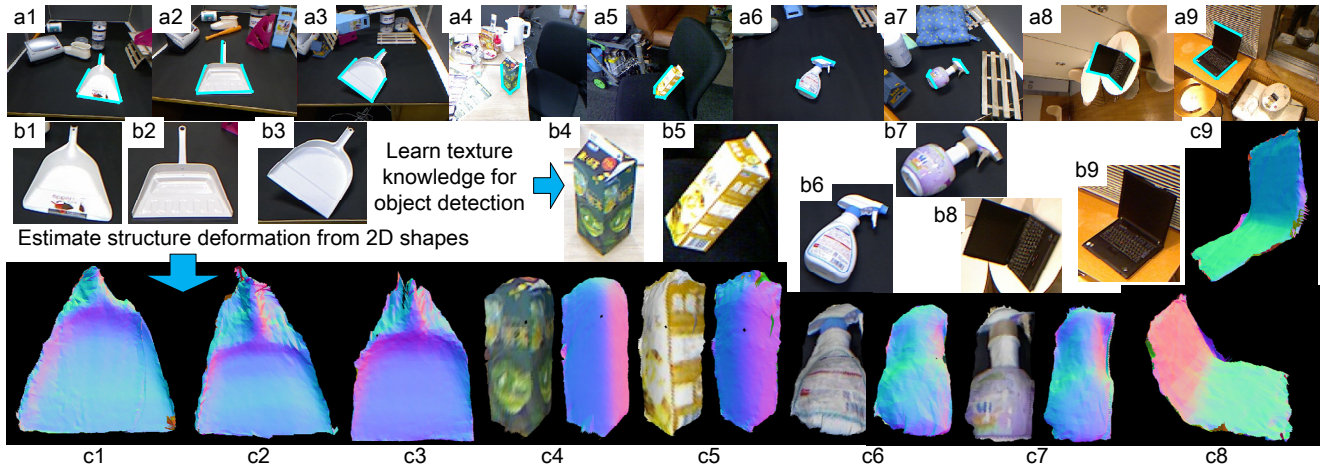 a1
a2
a3
a4
a5
a6
a7
a8
a9
b1
b2
b3
Learn texture
knowledge for
object detection
b4
b5
b6
b7
b8
b9
c9
Estimate structure deformation from 2D shapes
c1
c2
c3
c4
c5
c6
c7
c8